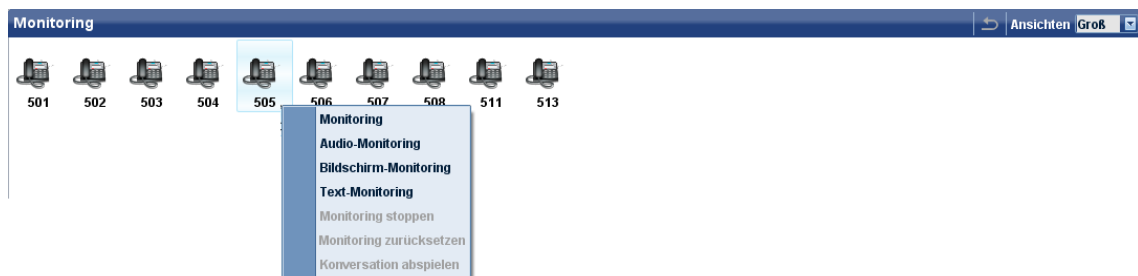 Monitoring Ansichten Groß
501 502 503 504 505 506 507 508 511 513
Monitoring
Audio-Monitoring
Bildschirm-Monitoring
Text-Monitoring
Monitoring stoppen
Monitoring zurücksetzen
Konversation abspielen